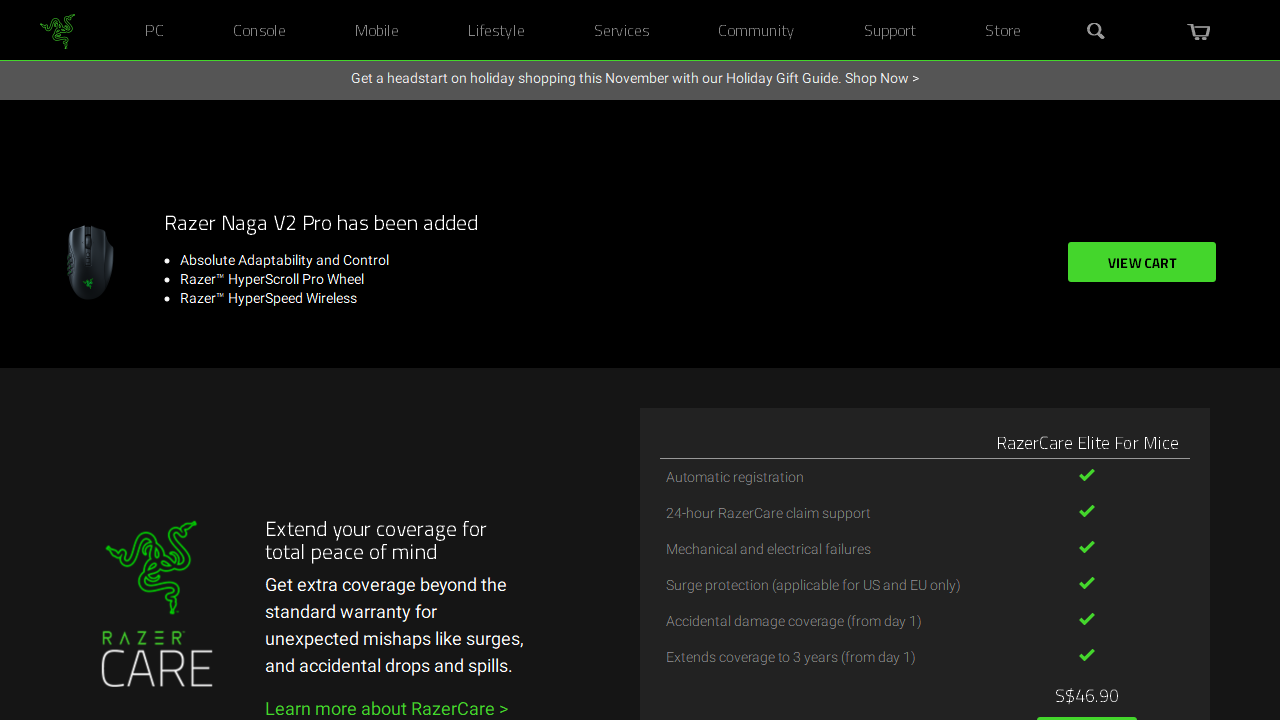 PC Console Mobile Lifestyle Services Community Support Store
Get a headstart on holiday shopping this November with our Holiday Gift Guide. Shop Now >
Razer Naga V2 Pro has been added
Absolute Adaptability and Control
Razer™ HyperScroll Pro Wheel
Razer™ HyperSpeed Wireless
VIEW CART
RAZER™
CARE
Extend your coverage for
total peace of mind
Get extra coverage beyond the
standard warranty for
unexpected mishaps like surges,
and accidental drops and spills.
Learn more about RazerCare >
RazerCare Elite For Mice
Automatic registration
24-hour RazerCare claim support
Mechanical and electrical failures
Surge protection (applicable for US and EU only)
Accidental damage coverage (from day 1)
Extends coverage to 3 years (from day 1)
S$46.90